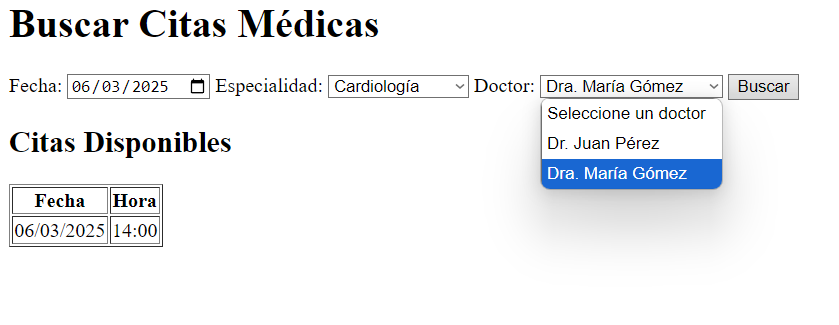 Buscar Citas Médicas
Fecha: 06/03/2025 Especialidad: Cardiología Doctor: Dra. María Gómez Buscar
Seleccione un doctor
Dr. Juan Pérez
Dra. María Gómez
Citas Disponibles
Fecha Hora
06/03/2025 14:00